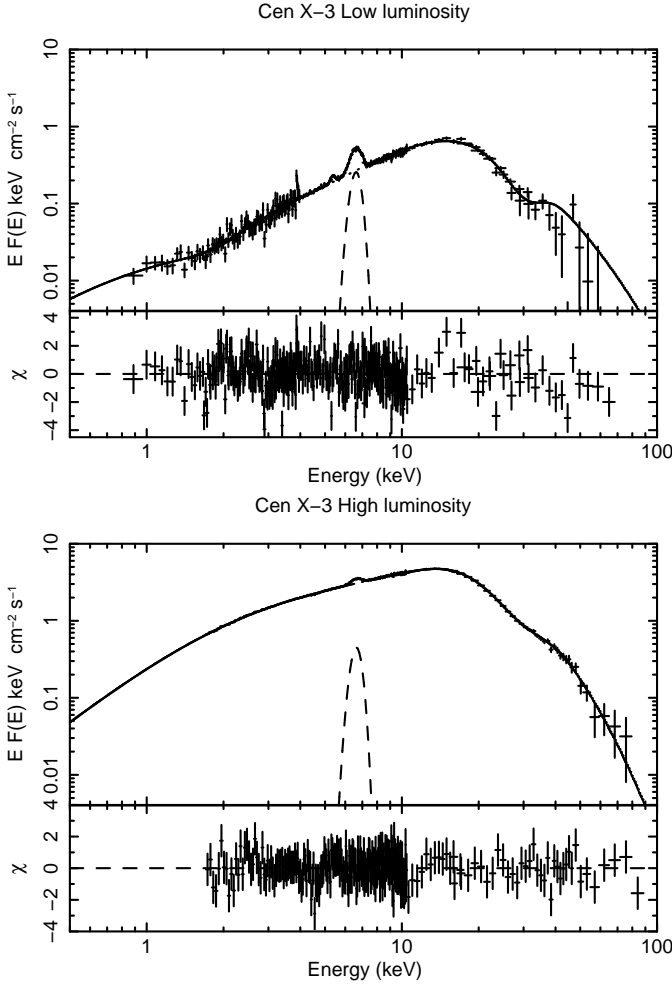 Cen X−3 Low luminosity
10
1
0.1
0.01
E F(E) keV cm−2 s−1
4
2
0
−2
−4
χ
1 10 100
Energy (keV)
Cen X−3 High luminosity
10
1
0.1
0.01
E F(E) keV cm−2 s−1
4
2
0
−2
−4
χ
1 10 100
Energy (keV)